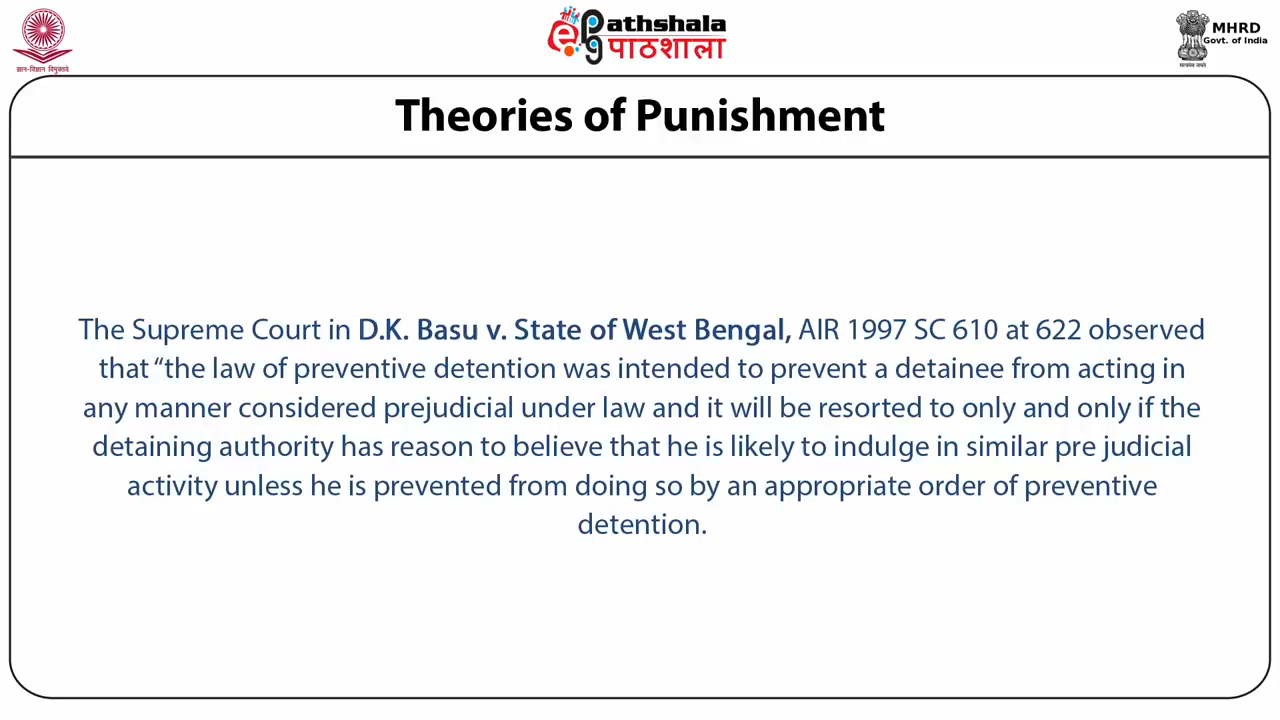 ज्ञान-विज्ञान विमुक्तये
ePathshala
पाठशाला
MHRD
Govt. of India
सत्यमेव जयते
Theories of Punishment
The Supreme Court in D.K. Basu v. State of West Bengal, AIR 1997 SC 610 at 622 observed
that “the law of preventive detention was intended to prevent a detainee from acting in
any manner considered prejudicial under law and it will be resorted to only and only if the
detaining authority has reason to believe that he is likely to indulge in similar pre judicial
activity unless he is prevented from doing so by an appropriate order of preventive
detention.